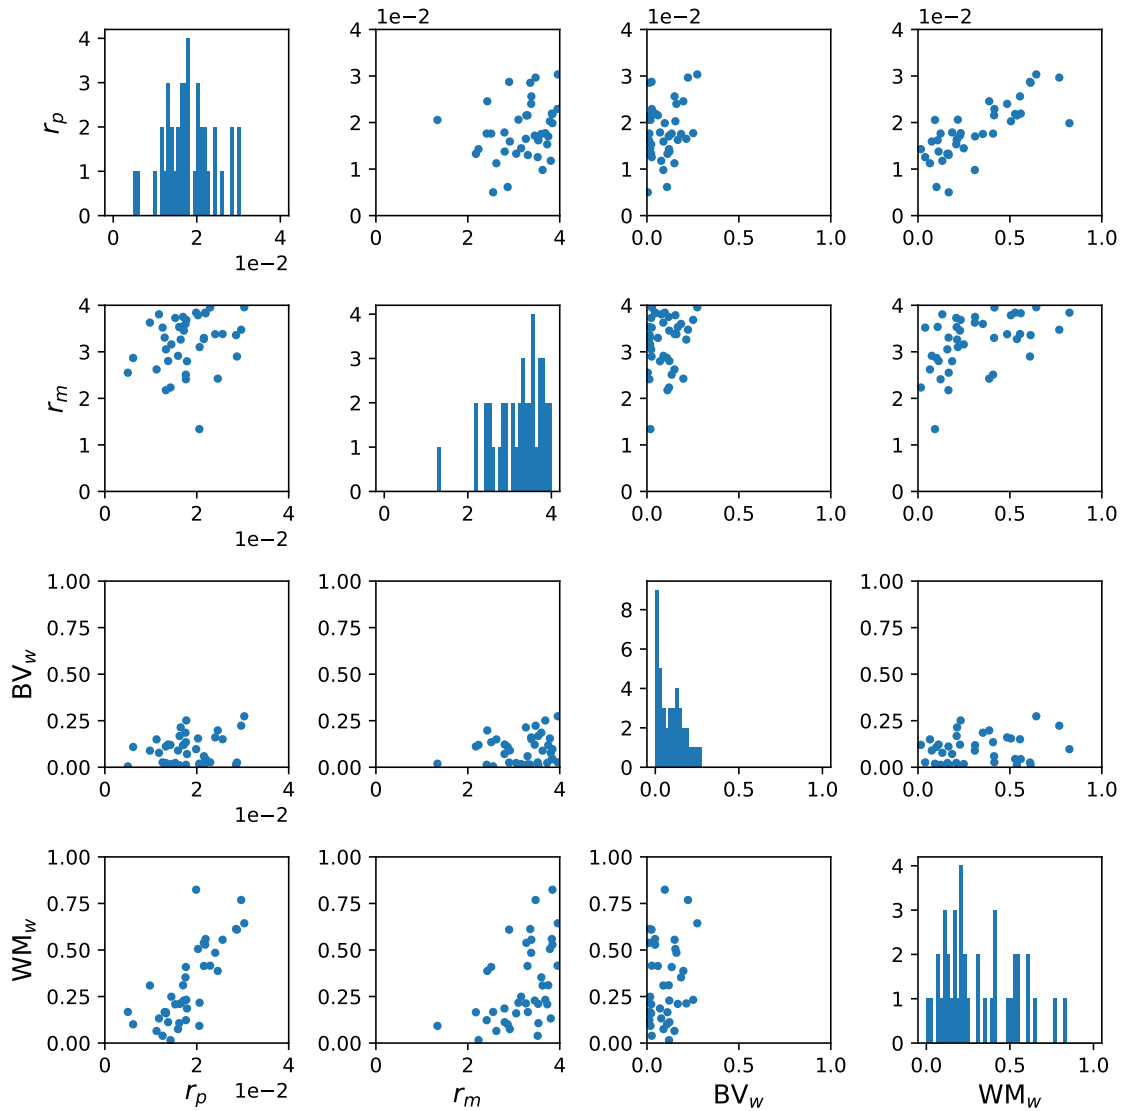 1e−2 1e−2
4 4 4 4
3 3 3 3
2 2 2 2
1 1 1 1
0 0 0 0
r_p
0 2 4 0 2 4 0.0 0.5 1.0 0.0 0.5 1.0
1e−2
4 4 4 4
3 3 3 3
2 2 2 2
1 1 1 1
0 0 0 0
r_m
0 2 4 0 2 4 0.0 0.5 1.0 0.0 0.5 1.0
1e−2
1.00 1.00 8 1.00
0.75 0.75 6 0.75
0.50 0.50 4 0.50
0.25 0.25 2 0.25
0.00 0.00 0 0.00
BV_w
0 2 4 0 2 4 0.0 0.5 1.0 0.0 0.5 1.0
1e−2
1.00 1.00 1.00 4
0.75 0.75 0.75 3
0.50 0.50 0.50 2
0.25 0.25 0.25 1
0.00 0.00 0.00 0
WM_w
0 2 4 0 2 4 0.0 0.5 1.0 0.0 0.5 1.0
r_p 1e−2 r_m BV_w WM_w